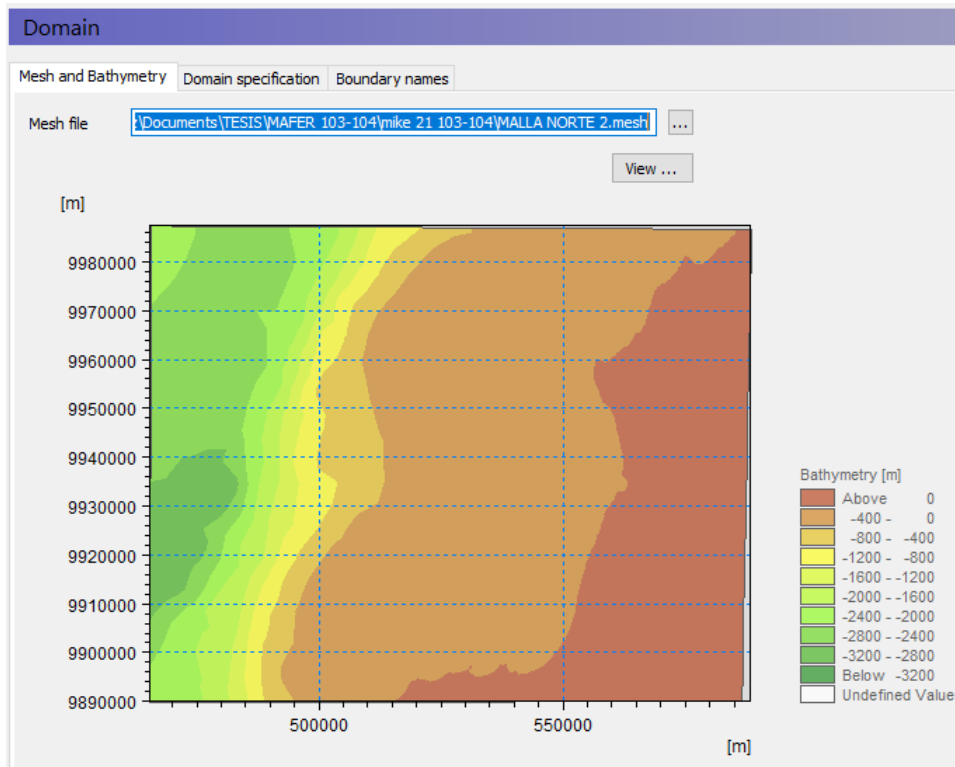 Domain
Mesh and Bathymetry Domain specification Boundary names
Mesh file :\Documents\TESIS\MAFER 103-104\mike 21 103-104\MALLA NORTE 2.mesh ...
View ...
[m]
9980000
9970000
9960000
9950000
9940000
9930000
9920000
9910000
9900000
9890000
500000 550000
[m]
Bathymetry [m]
Above 0
-400 - 0
-800 - -400
-1200 - -800
-1600 - -1200
-2000 - -1600
-2400 - -2000
-2800 - -2400
-3200 - -2800
Below -3200
Undefined Value